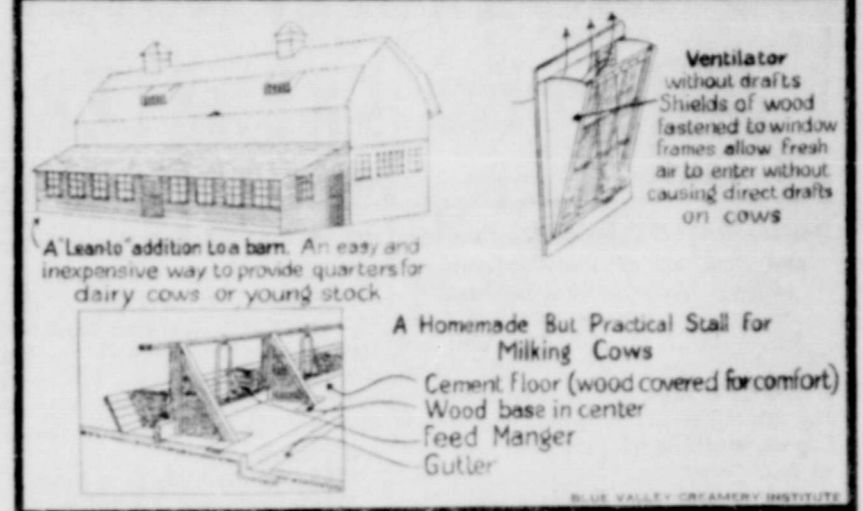 Ventilator
without drafts
Shields of wood
fastened to window
frames allow fresh
air to enter without
causing direct drafts
on cows
A "Lean to" addition to a barn. An easy and
inexpensive way to provide quarters for
dairy cows or young stock
A Homemade But Practical Stall for
Milking Cows
Cement floor (wood covered for comfort)
Wood base in center
Feed Manger
Gutter
BLUE VALLEY CREAMERY INSTITUTE